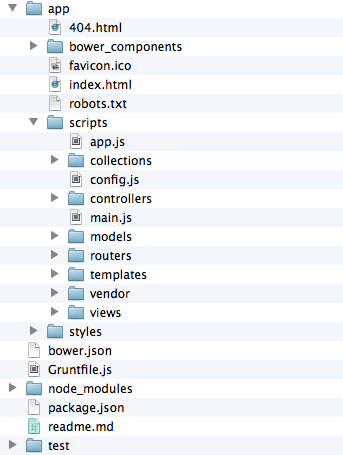 app
404.html
bower_components
favicon.ico
index.html
robots.txt
scripts
app.js
collections
config.js
controllers
main.js
models
routers
templates
vendor
views
styles
bower.json
Gruntfile.js
node_modules
package.json
readme.md
test